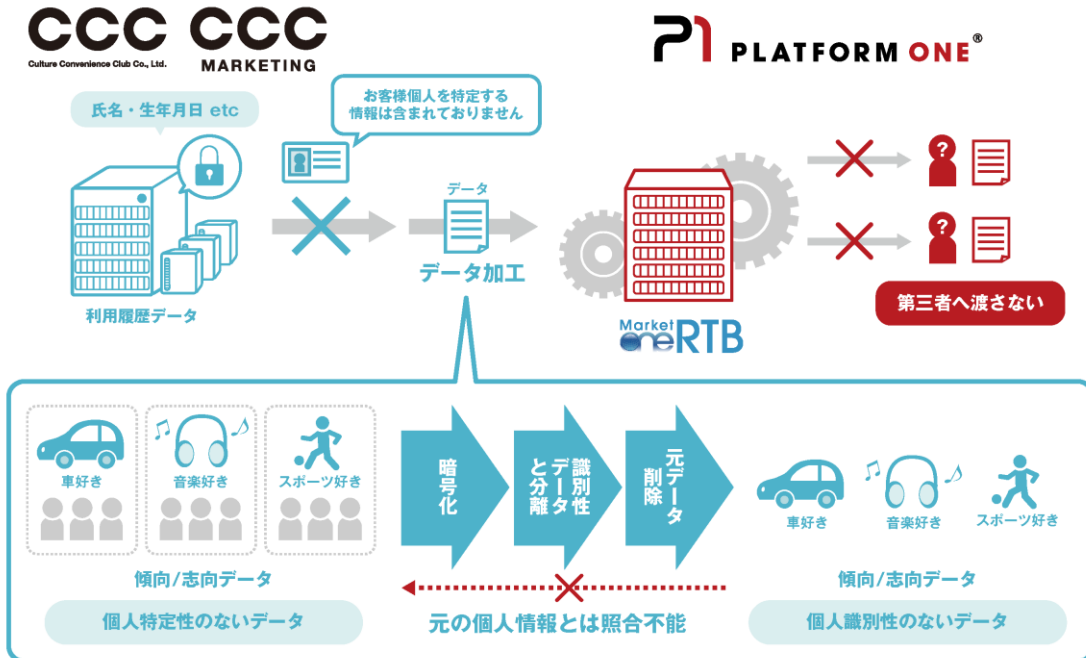 CCC CCC
Culture Convenience Club Co., Ltd.
MARKETING
P1 PLATFORM ONE®
氏名・生年月日 etc
お客様個人を特定する
情報は含まれておりません
データ
データ加工
利用履歴データ
Market
oneRTB
?
?
第三者へ渡さない
車好き
音楽好き
スポーツ好き
暗号化
識別性
データ
と分離
元データ
削除
車好き
音楽好き
スポーツ好き
傾向/志向データ
個人特定性のないデータ
元の個人情報とは照合不能
傾向/志向データ
個人識別性のないデータ